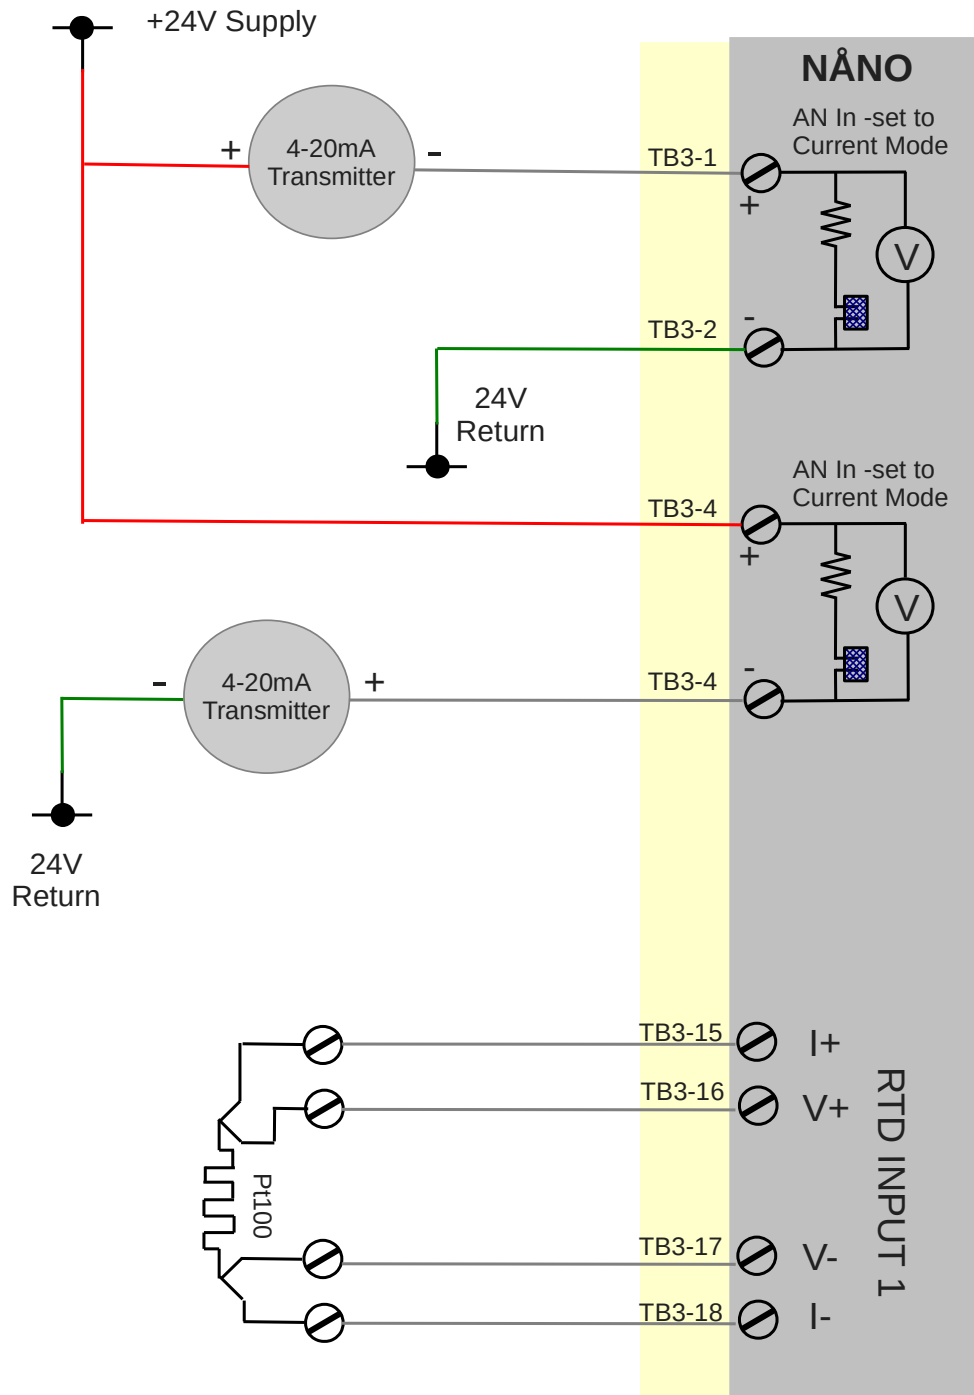 +24V Supply
NÅNO
AN In -set to
Current Mode
+
4-20mA
Transmitter
-
TB3-1
+
V
TB3-2
-
24V
Return
AN In -set to
Current Mode
TB3-4
+
V
-
4-20mA
Transmitter
+
TB3-4
-
24V
Return
TB3-15
I+
TB3-16
V+
Pt100
RTD INPUT 1
TB3-17
V-
TB3-18
I-